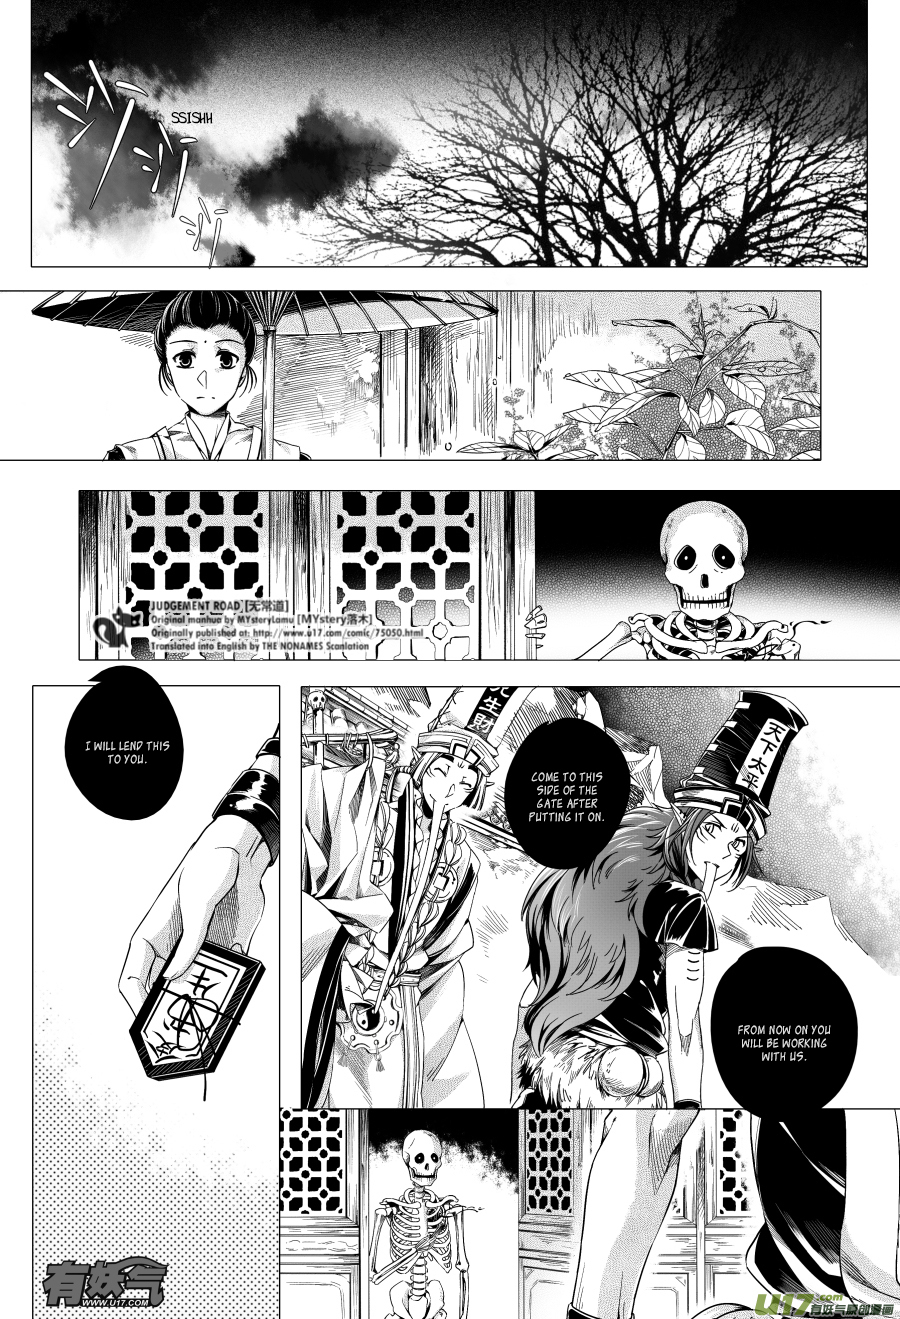 SSISHH
JUDGEMENT ROAD [无常道]
Original manhua by MYsteryLamu [MYstery落木]
Originally published at: http://www.u17.com/comic/75050.html
Translated into English by THE NONAMES Scanlation
I WILL LEND THIS
TO YOU.
生財
天下太平
COME TO THIS
SIDE OF THE
GATE AFTER
PUTTING IT ON.
FROM NOW ON YOU
WILL BE WORKING
WITH US.
有妖气
WWW.U17.COM
U17.com
有妖氣原创漫画